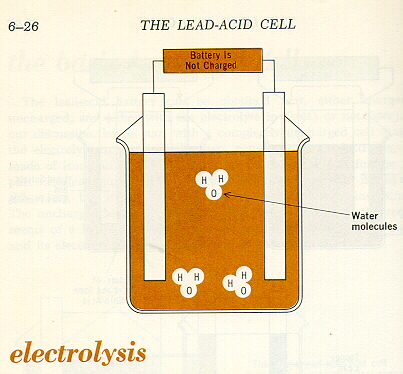 6–26
THE LEAD-ACID CELL
Battery Is
Not Charged
H H
O
Water
molecules
H H
O
H H
O
electrolysis